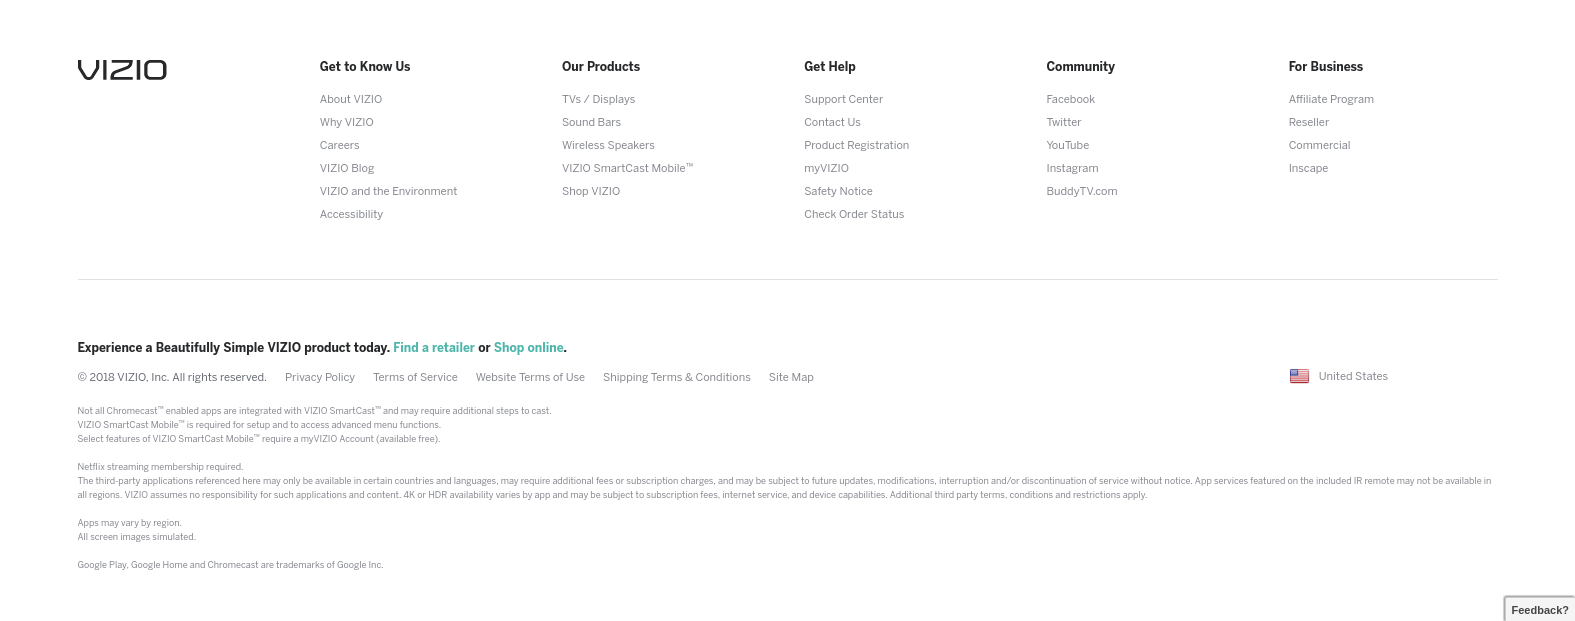 VIZIO
Get to Know Us
About VIZIO
Why VIZIO
Careers
VIZIO Blog
VIZIO and the Environment
Accessibility
Our Products
TVs / Displays
Sound Bars
Wireless Speakers
VIZIO SmartCast Mobile™
Shop VIZIO
Get Help
Support Center
Contact Us
Product Registration
myVIZIO
Safety Notice
Check Order Status
Community
Facebook
Twitter
YouTube
Instagram
BuddyTV.com
For Business
Affiliate Program
Reseller
Commercial
Inscape
Experience a Beautifully Simple VIZIO product today. Find a retailer or Shop online.
© 2018 VIZIO, Inc. All rights reserved. Privacy Policy Terms of Service Website Terms of Use Shipping Terms & Conditions Site Map
United States
Not all Chromecast™ enabled apps are integrated with VIZIO SmartCast™ and may require additional steps to cast.
VIZIO SmartCast Mobile™ is required for setup and to access advanced menu functions.
Select features of VIZIO SmartCast Mobile™ require a myVIZIO Account (available free).
Netflix streaming membership required.
The third-party applications referenced here may only be available in certain countries and languages, may require additional fees or subscription charges, and may be subject to future updates, modifications, interruption and/or discontinuation of service without notice. App services featured on the included IR remote may not be available in
all regions. VIZIO assumes no responsibility for such applications and content. 4K or HDR availability varies by app and may be subject to subscription fees, internet service, and device capabilities. Additional third party terms, conditions and restrictions apply.
Apps may vary by region.
All screen images simulated.
Google Play, Google Home and Chromecast are trademarks of Google Inc.
Feedback?